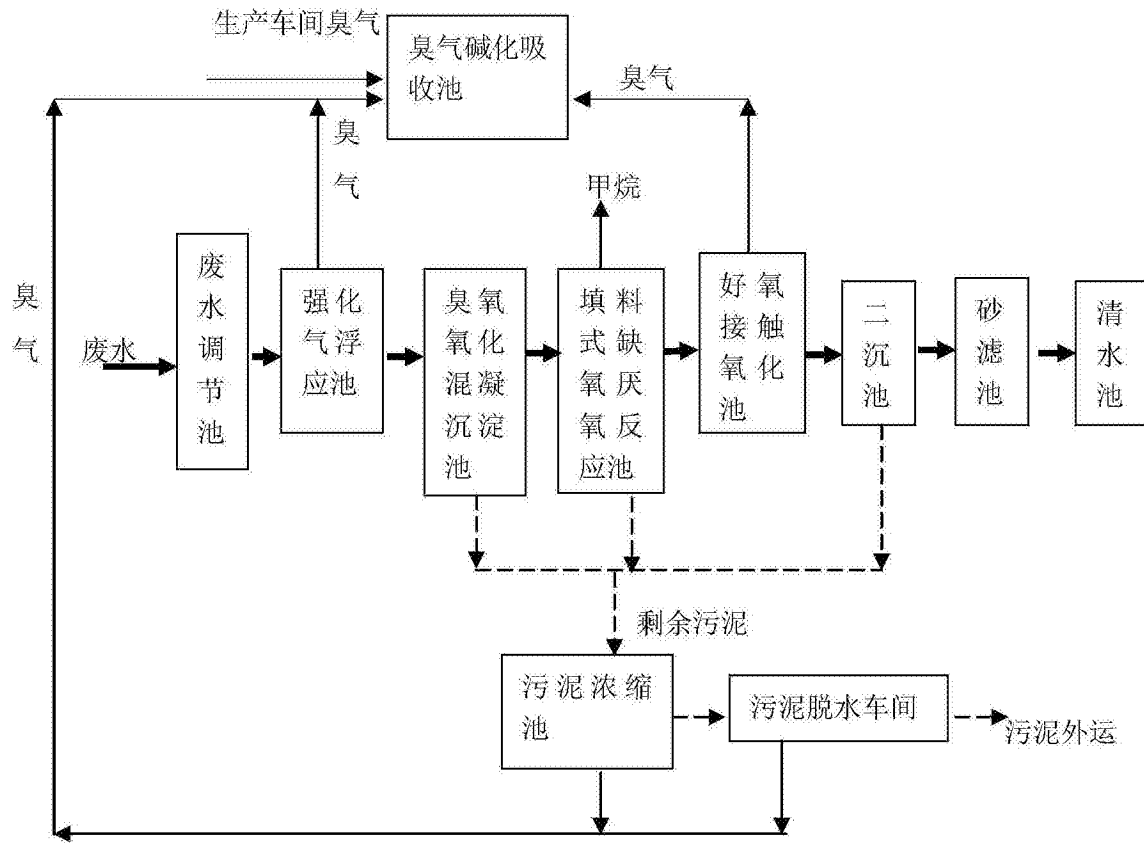 生产车间臭气
臭气碱化吸
收池
臭气
臭
气
甲烷
臭
气
废水
废
水
调
节
池
强化
气浮
应池
臭氧
氧化
混凝
沉淀
池
填料
式缺
氧厌
氧反
应池
好氧
接触
氧化
池
二
沉
池
砂
滤
池
清
水
池
剩余污泥
污泥浓缩
池
污泥脱水车间
污泥外运